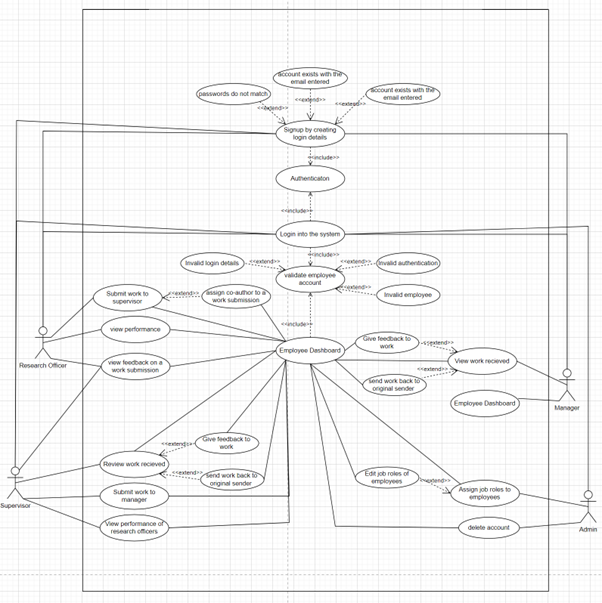 account exists with the
email entered
passwords do not match
account exists with the
email entered
<<extend>>
<<extend>>
<<extend>>
Signup by creating
login details
<<include>>
Authenticaton
<<include>>
Login into the system
<<include>>
Invalid login details
<<extend>>
<<extend>>
Invalid authentication
validate employee
account
<<extend>>
Invalid employee
Submit work to
supervisor
<<extend>>
assign co-author to a
work submission
<<include>>
view performance
Research Officer
view feedback on a
work submission
Employee Dashboard
Give feedback to
work
<<extend>>
View work recieved
<<extend>>
send work back to
original sender
Manager
Employee Dashboard
Give feedback to
work
<<extend>>
Review work recieved
<<extend>>
send work back to
original sender
Supervisor
Submit work to
manager
View performance of
research officers
Edit job roles of
employees
<<extend>>
Assign job roles to
employees
delete account
Admin